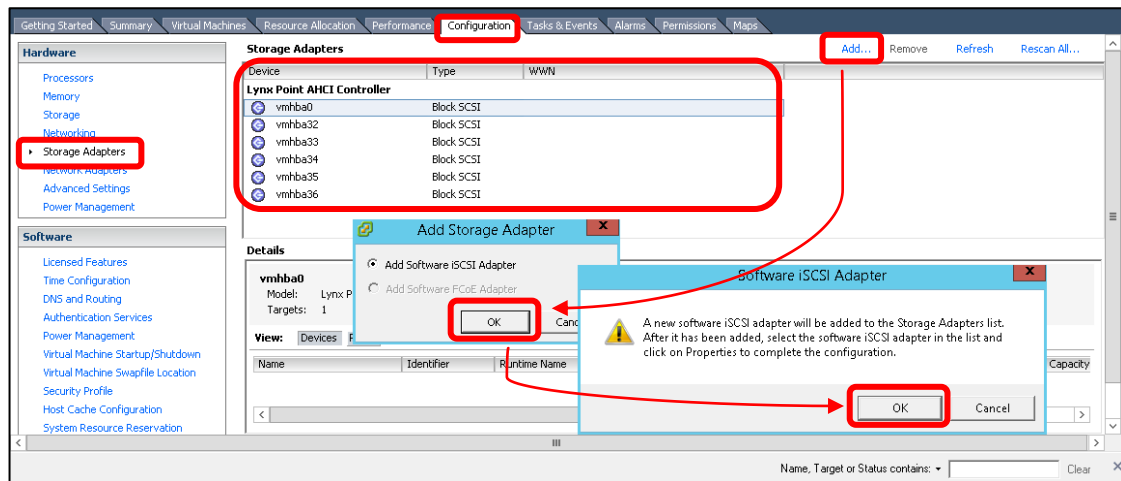 Getting Started Summary Virtual Machines Resource Allocation Performance Configuration Tasks & Events Alarms Permissions Maps
Hardware
Processors
Memory
Storage
Networking
Storage Adapters
Network Adapters
Advanced Settings
Power Management
Software
Licensed Features
Time Configuration
DNS and Routing
Authentication Services
Power Management
Virtual Machine Startup/Shutdown
Virtual Machine Swapfile Location
Security Profile
Host Cache Configuration
System Resource Reservation
Storage Adapters Add... Remove Refresh Rescan All...
Device Type WWN
Lynx Point AHCI Controller
vmhba0 Block SCSI
vmhba32 Block SCSI
vmhba33 Block SCSI
vmhba34 Block SCSI
vmhba35 Block SCSI
vmhba36 Block SCSI
Details
vmhba0
Model: Lynx P
Targets: 1
View: Devices
Name Identifier Runtime Name Capacity
Add Storage Adapter
Add Software iSCSI Adapter
Add Software FCoE Adapter
OK Canc
Software iSCSI Adapter
A new software iSCSI adapter will be added to the Storage Adapters list.
After it has been added, select the software iSCSI adapter in the list and
click on Properties to complete the configuration.
OK Cancel
Name, Target or Status contains: Clear